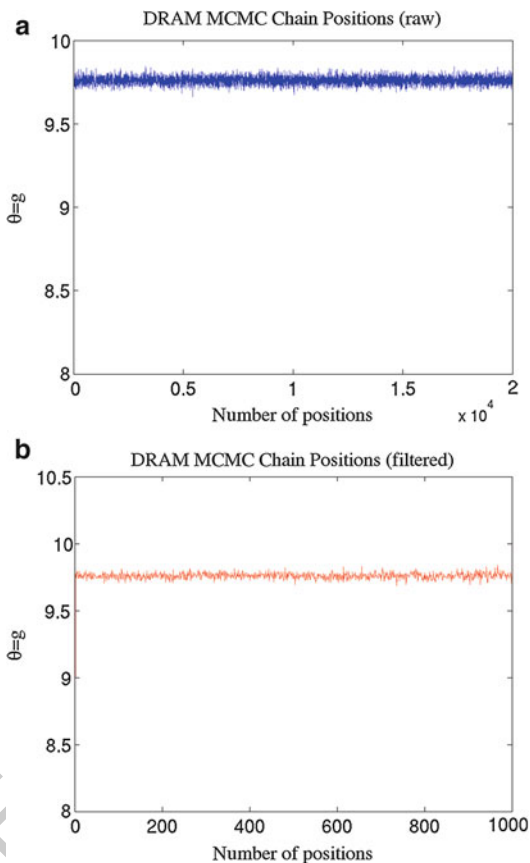 a
DRAM MCMC Chain Positions (raw)
10
9.5
9
8.5
8
θ=g
0 0.5 1 1.5 2
x 10^4
Number of positions
b
DRAM MCMC Chain Positions (filtered)
10.5
10
9.5
9
8.5
8
θ=g
0 200 400 600 800 1000
Number of positions